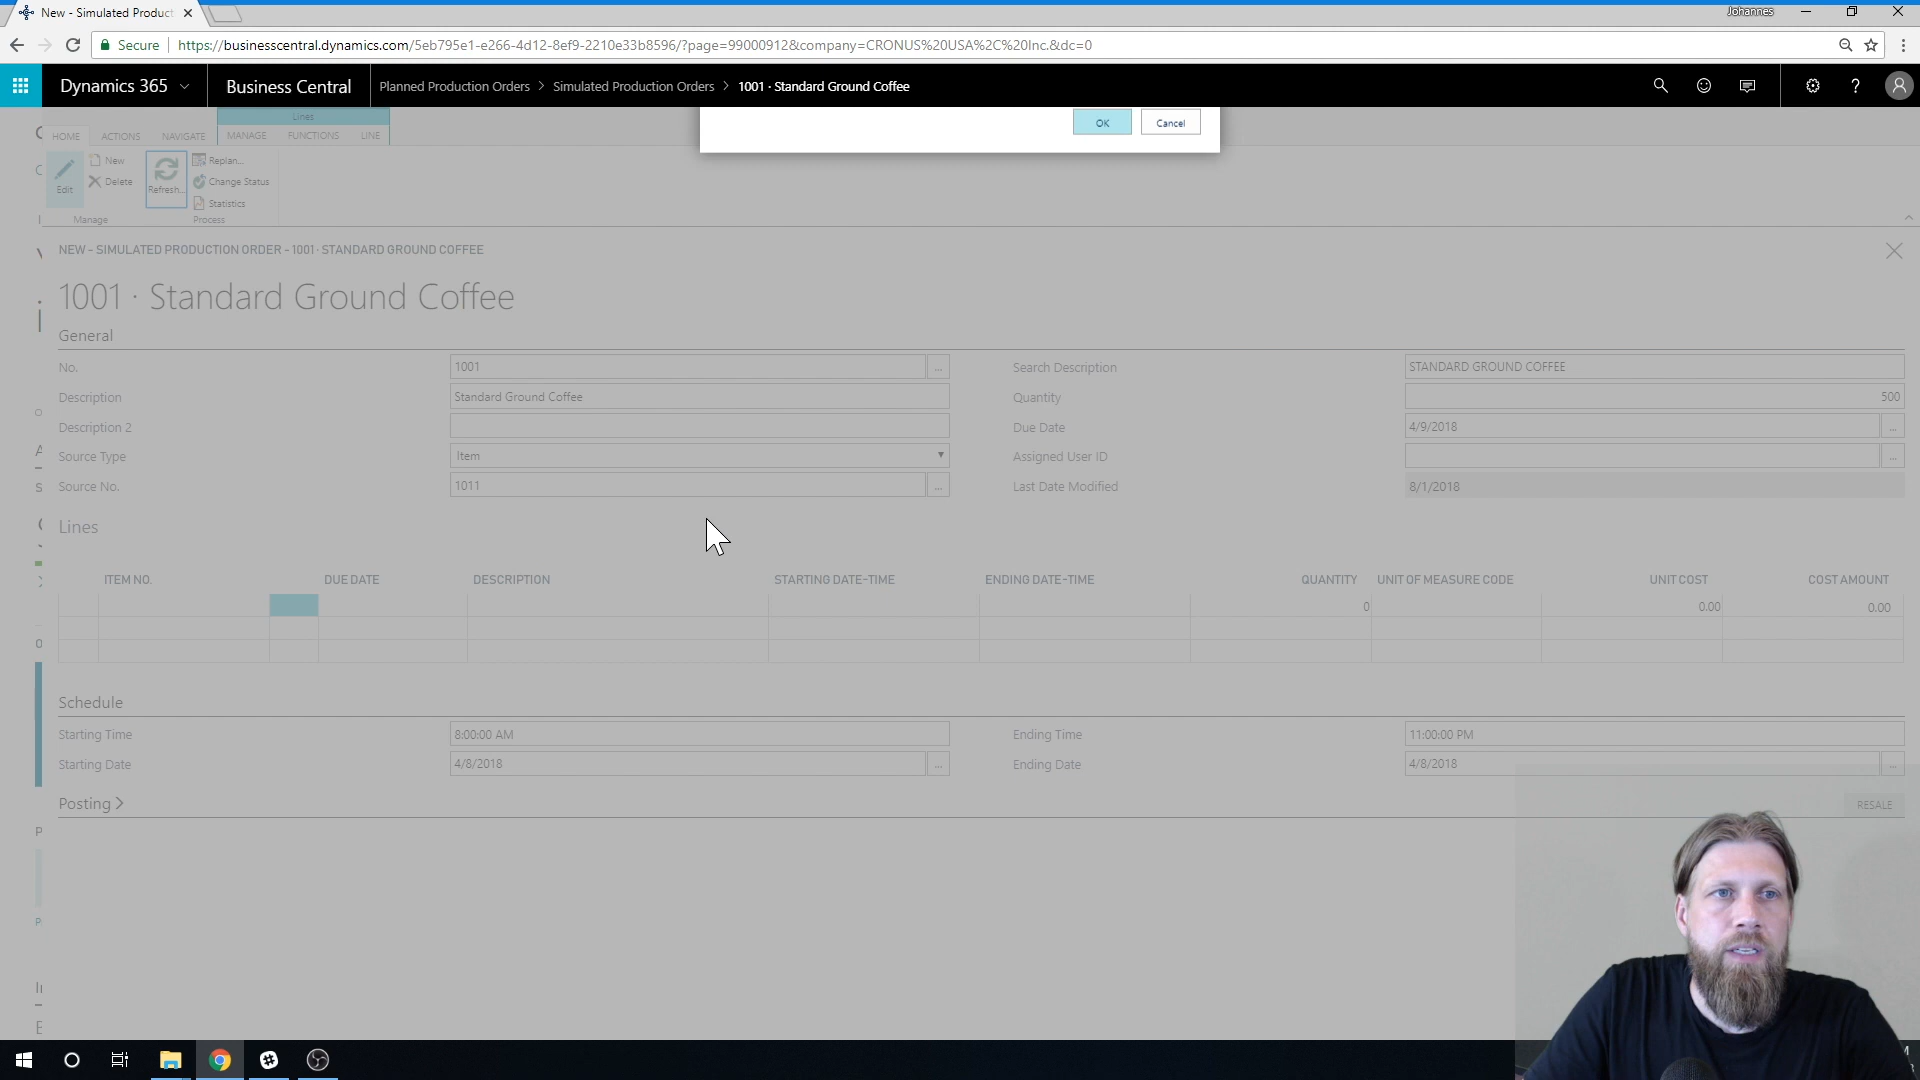 New - Simulated Product
Johannes
Secure
https://businesscentral.dynamics.com/5eb795e1-e266-4d12-8ef9-2210e33b8596/?page=99000912&company=CRONUS%20USA%2C%20Inc.&dc=0
Dynamics 365
Business Central
Planned Production Orders > Simulated Production Orders > 1001 · Standard Ground Coffee
Lines
HOME ACTIONS NAVIGATE MANAGE FUNCTIONS LINE
OK Cancel
Edit
New
Delete
Manage
Refresh...
Replan...
Change Status
Statistics
Process
NEW - SIMULATED PRODUCTION ORDER - 1001 · STANDARD GROUND COFFEE
1001 · Standard Ground Coffee
General
No. 1001 ... Search Description STANDARD GROUND COFFEE
Description Standard Ground Coffee Quantity 500
Description 2 Due Date 4/9/2018 ...
Source Type Item Assigned User ID ...
Source No. 1011 ... Last Date Modified 8/1/2018
Lines
ITEM NO. DUE DATE DESCRIPTION STARTING DATE-TIME ENDING DATE-TIME QUANTITY UNIT OF MEASURE CODE UNIT COST COST AMOUNT
0 0.00 0.00
Schedule
Starting Time 8:00:00 AM Ending Time 11:00:00 PM
Starting Date 4/8/2018 ... Ending Date 4/8/2018 ...
Posting >
RESALE